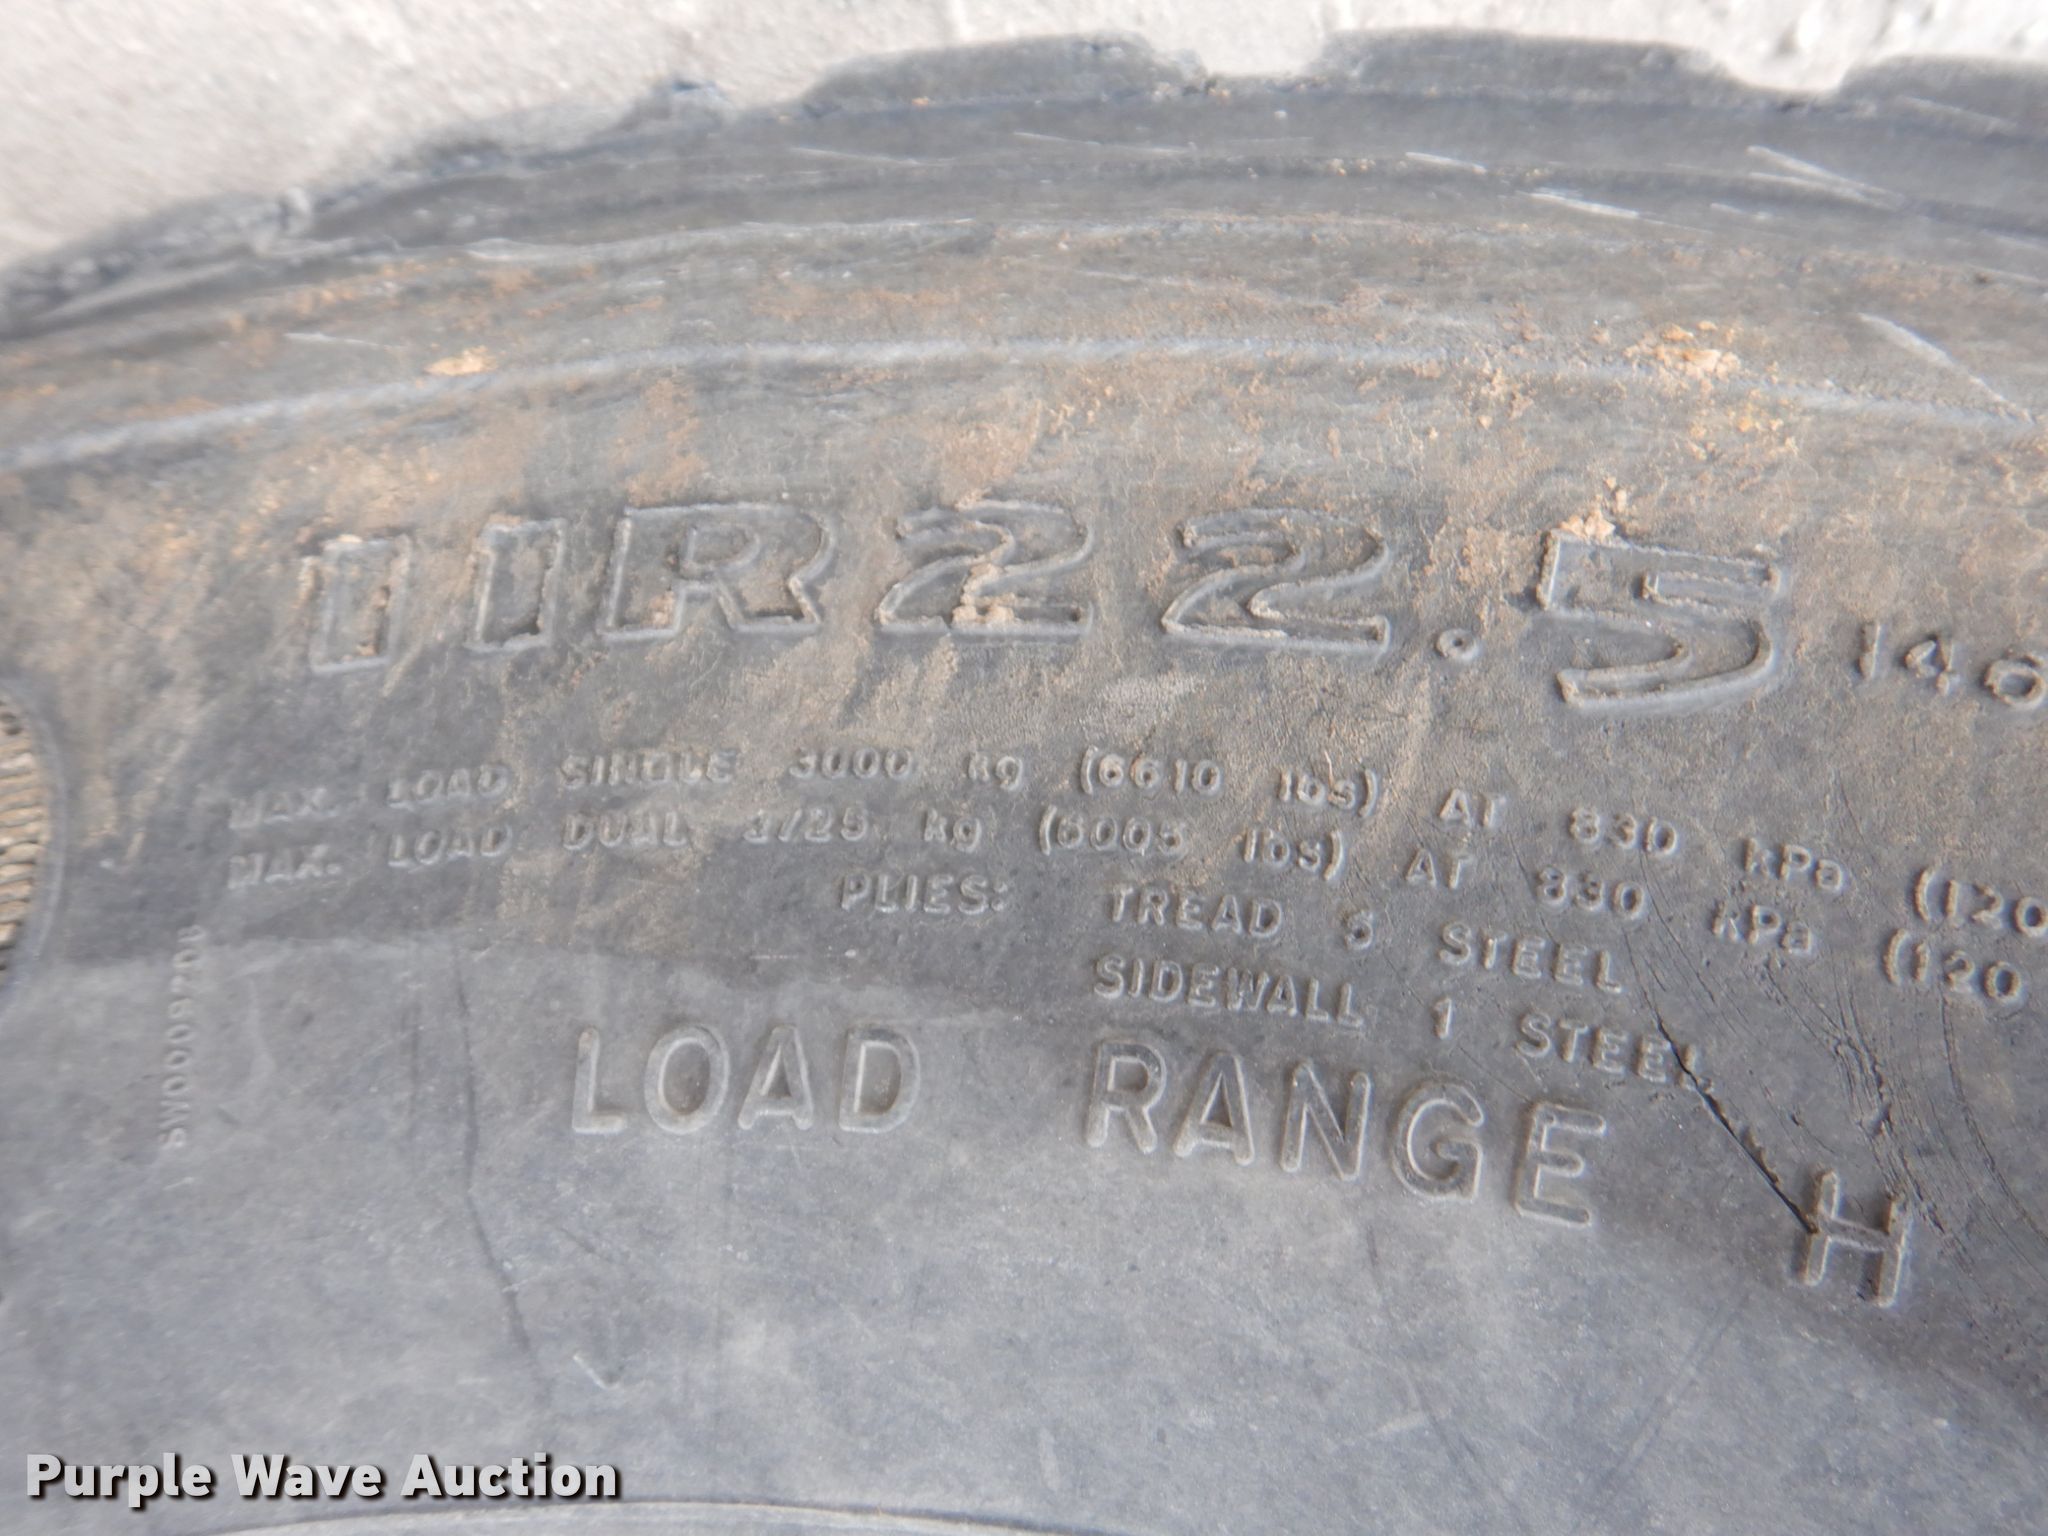 11R22.5 146
MAX. LOAD SINGLE 3000 kg (6610 lbs) AT 830 kPa (120
MAX. LOAD DUAL 2725 kg (6005 lbs) AT 830 kPa (120
PLIES: TREAD 5 STEEL
SIDEWALL 1 STEEL
LOAD RANGE H
Purple Wave Auction